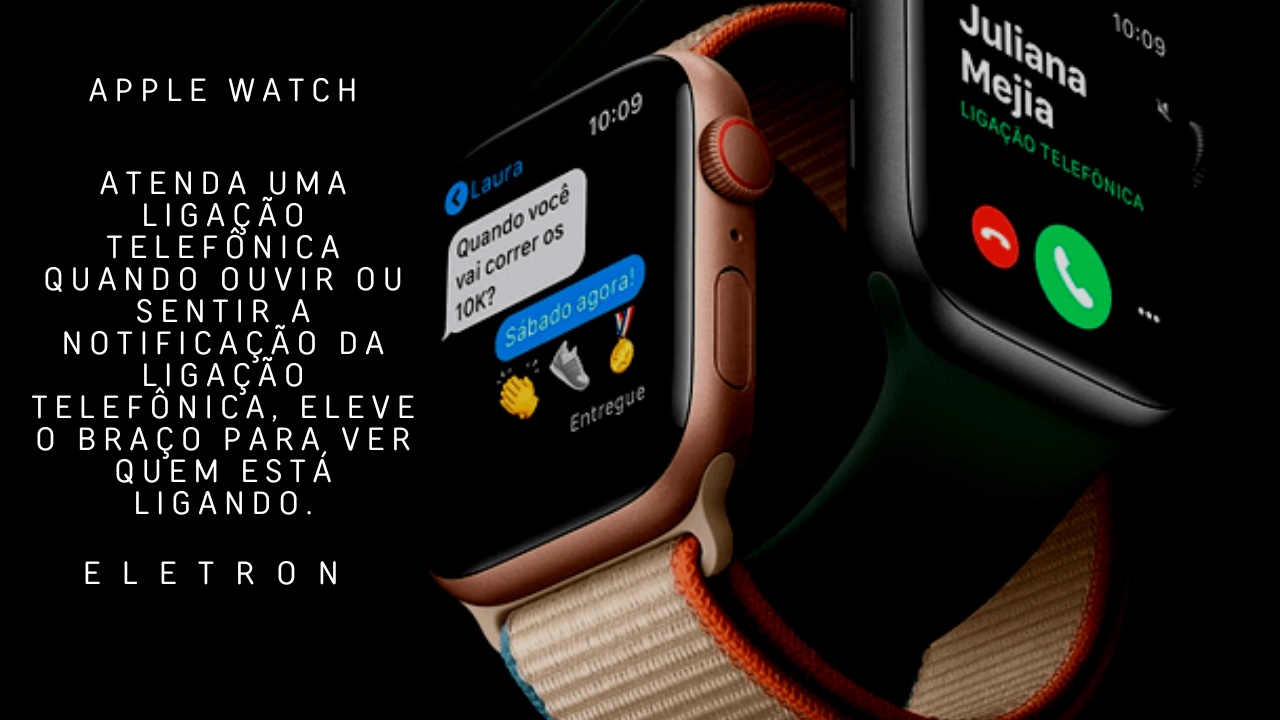 APPLE WATCH
ATENDA UMA
LIGAÇÃO
TELEFÔNICA
QUANDO OUVIR OU
SENTIR A
NOTIFICAÇÃO DA
LIGAÇÃO
TELEFÔNICA, ELEVE
O BRAÇO PARA VER
QUEM ESTÁ
LIGANDO.
ELETRON
10:09
Laura
Quando você
vai correr os
10K?
Sábado agora!
Entregue
10:09
Juliana
Mejia
LIGAÇÃO TELEFÔNICA